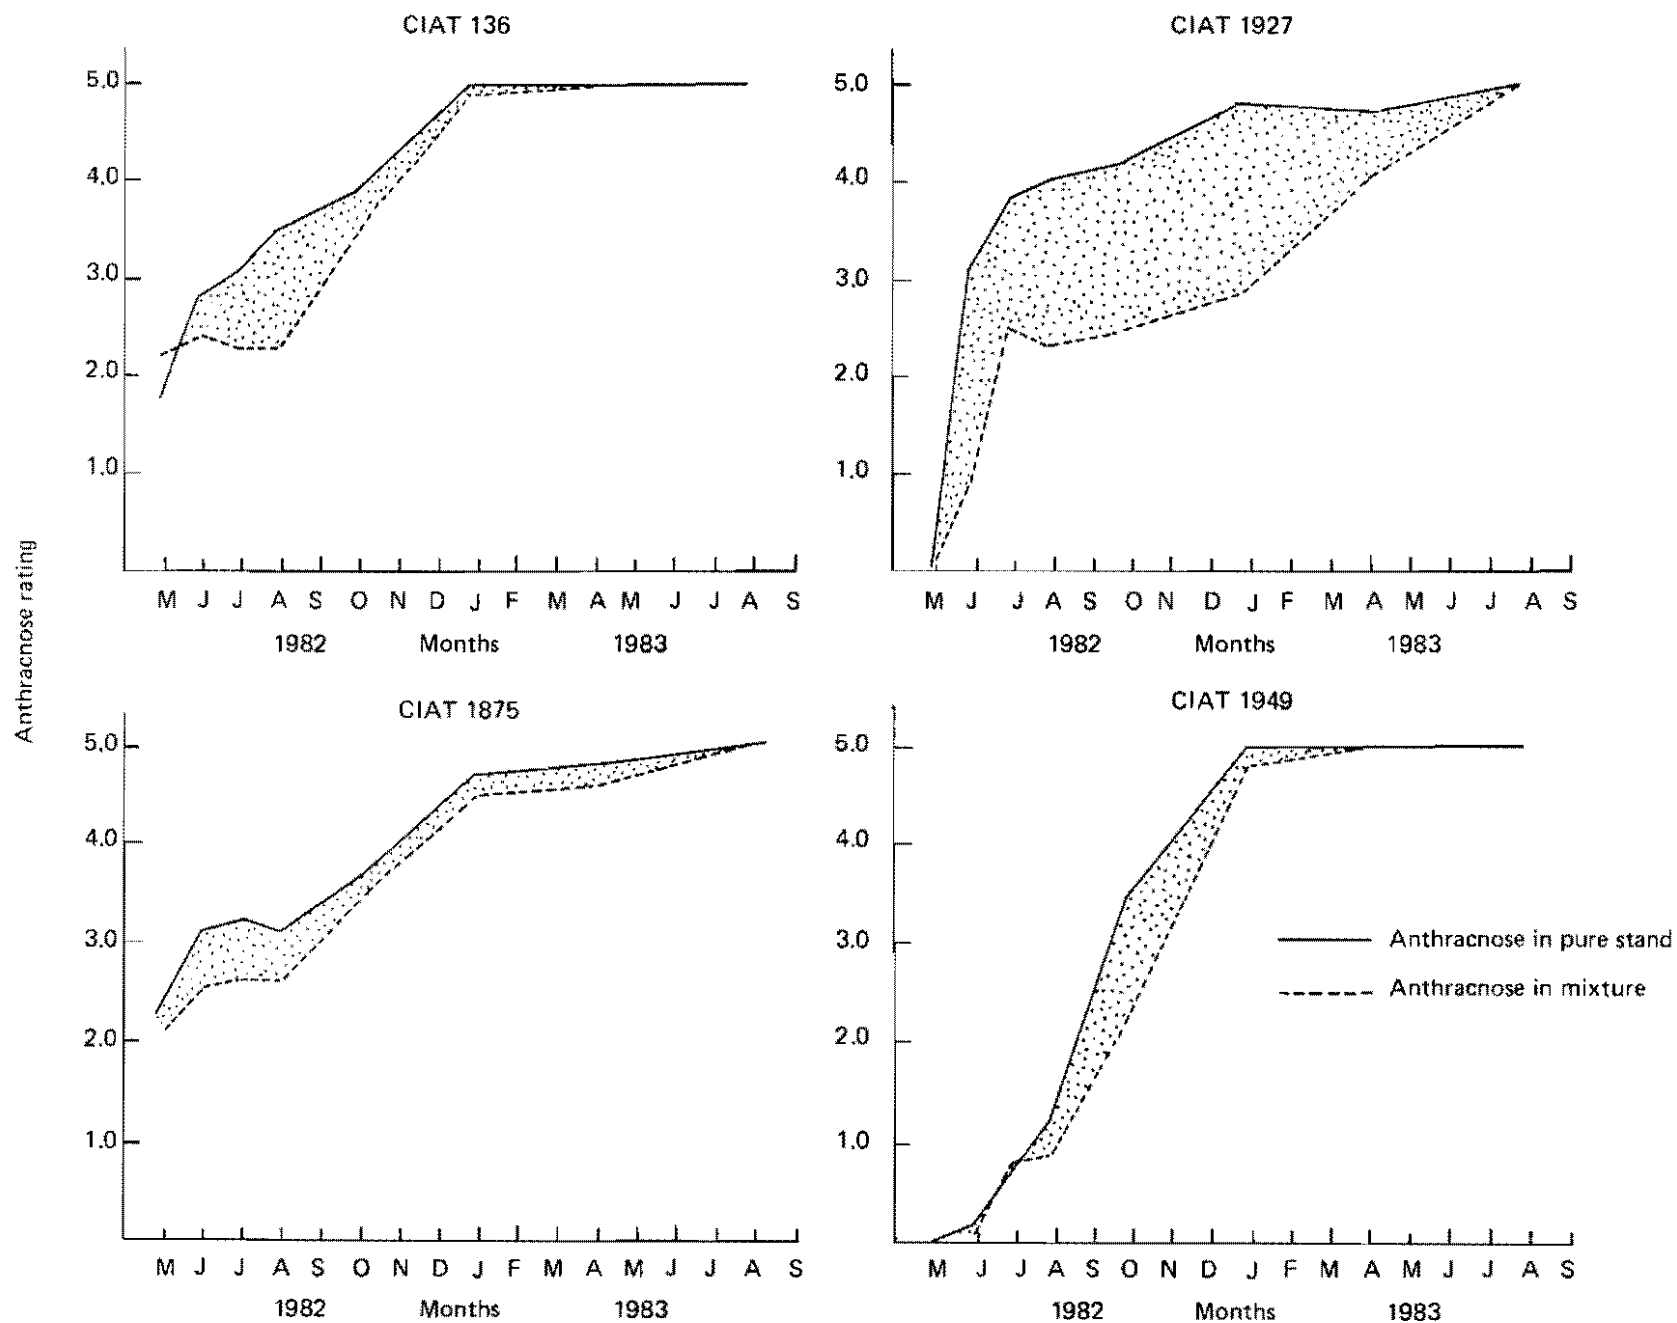 CIAT 136
5.0
4.0
3.0
2.0
1.0
M J J A S O N D J F M A M J J A S
1982 Months 1983
CIAT 1927
5.0
4.0
3.0
2.0
1.0
M J J A S O N D J F M A M J J A S
1982 Months 1983
Anthracnose rating
CIAT 1875
5.0
4.0
3.0
2.0
1.0
M J J A S O N D J F M A M J J A S
1982 Months 1983
CIAT 1949
5.0
4.0
3.0
2.0
1.0
Anthracnose in pure stand
Anthracnose in mixture
M J J A S O N D J F M A M J J A S
1982 Months 1983